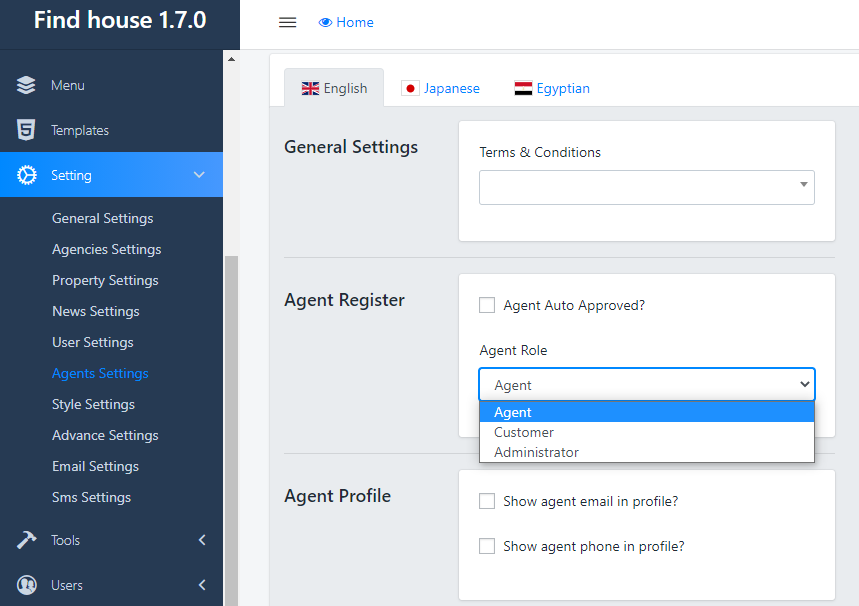 Find house 1.7.0
Home
Menu
Templates
Setting
General Settings
Agencies Settings
Property Settings
News Settings
User Settings
Agents Settings
Style Settings
Advance Settings
Email Settings
Sms Settings
Tools
Users
English
Japanese
Egyptian
General Settings
Terms & Conditions
Agent Register
Agent Auto Approved?
Agent Role
Agent
Agent
Customer
Administrator
Agent Profile
Show agent email in profile?
Show agent phone in profile?